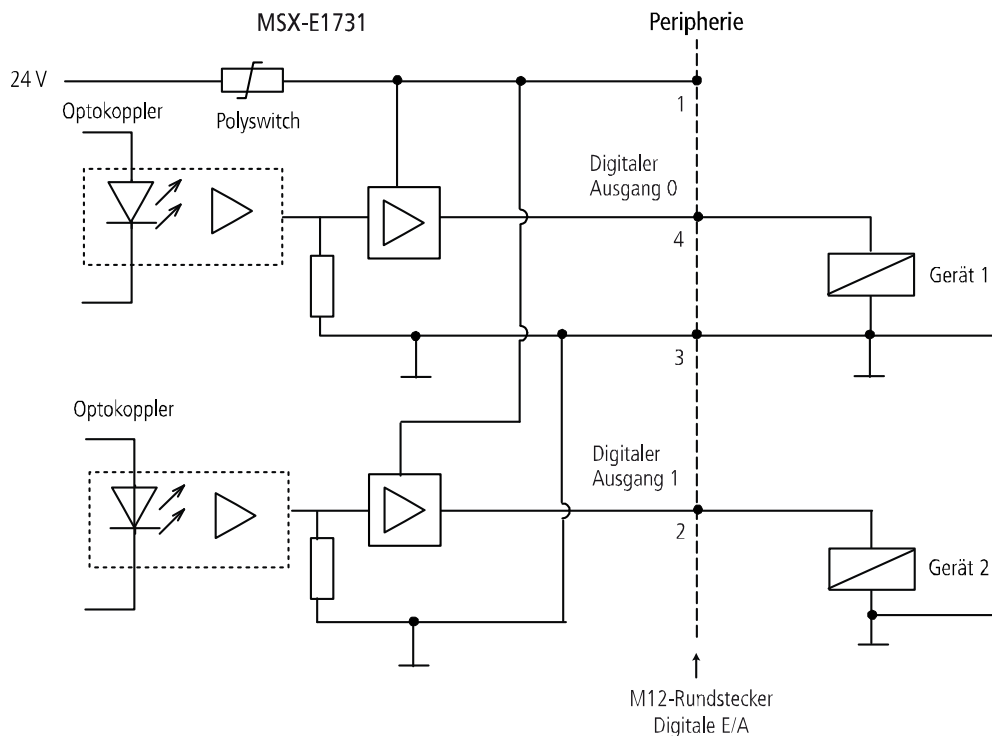 MSX-E1731
Peripherie
24 V
Polyswitch
1
Optokoppler
Digitaler
Ausgang 0
4
Gerät 1
3
Optokoppler
Digitaler
Ausgang 1
2
Gerät 2
M12-Rundstecker
Digitale E/A